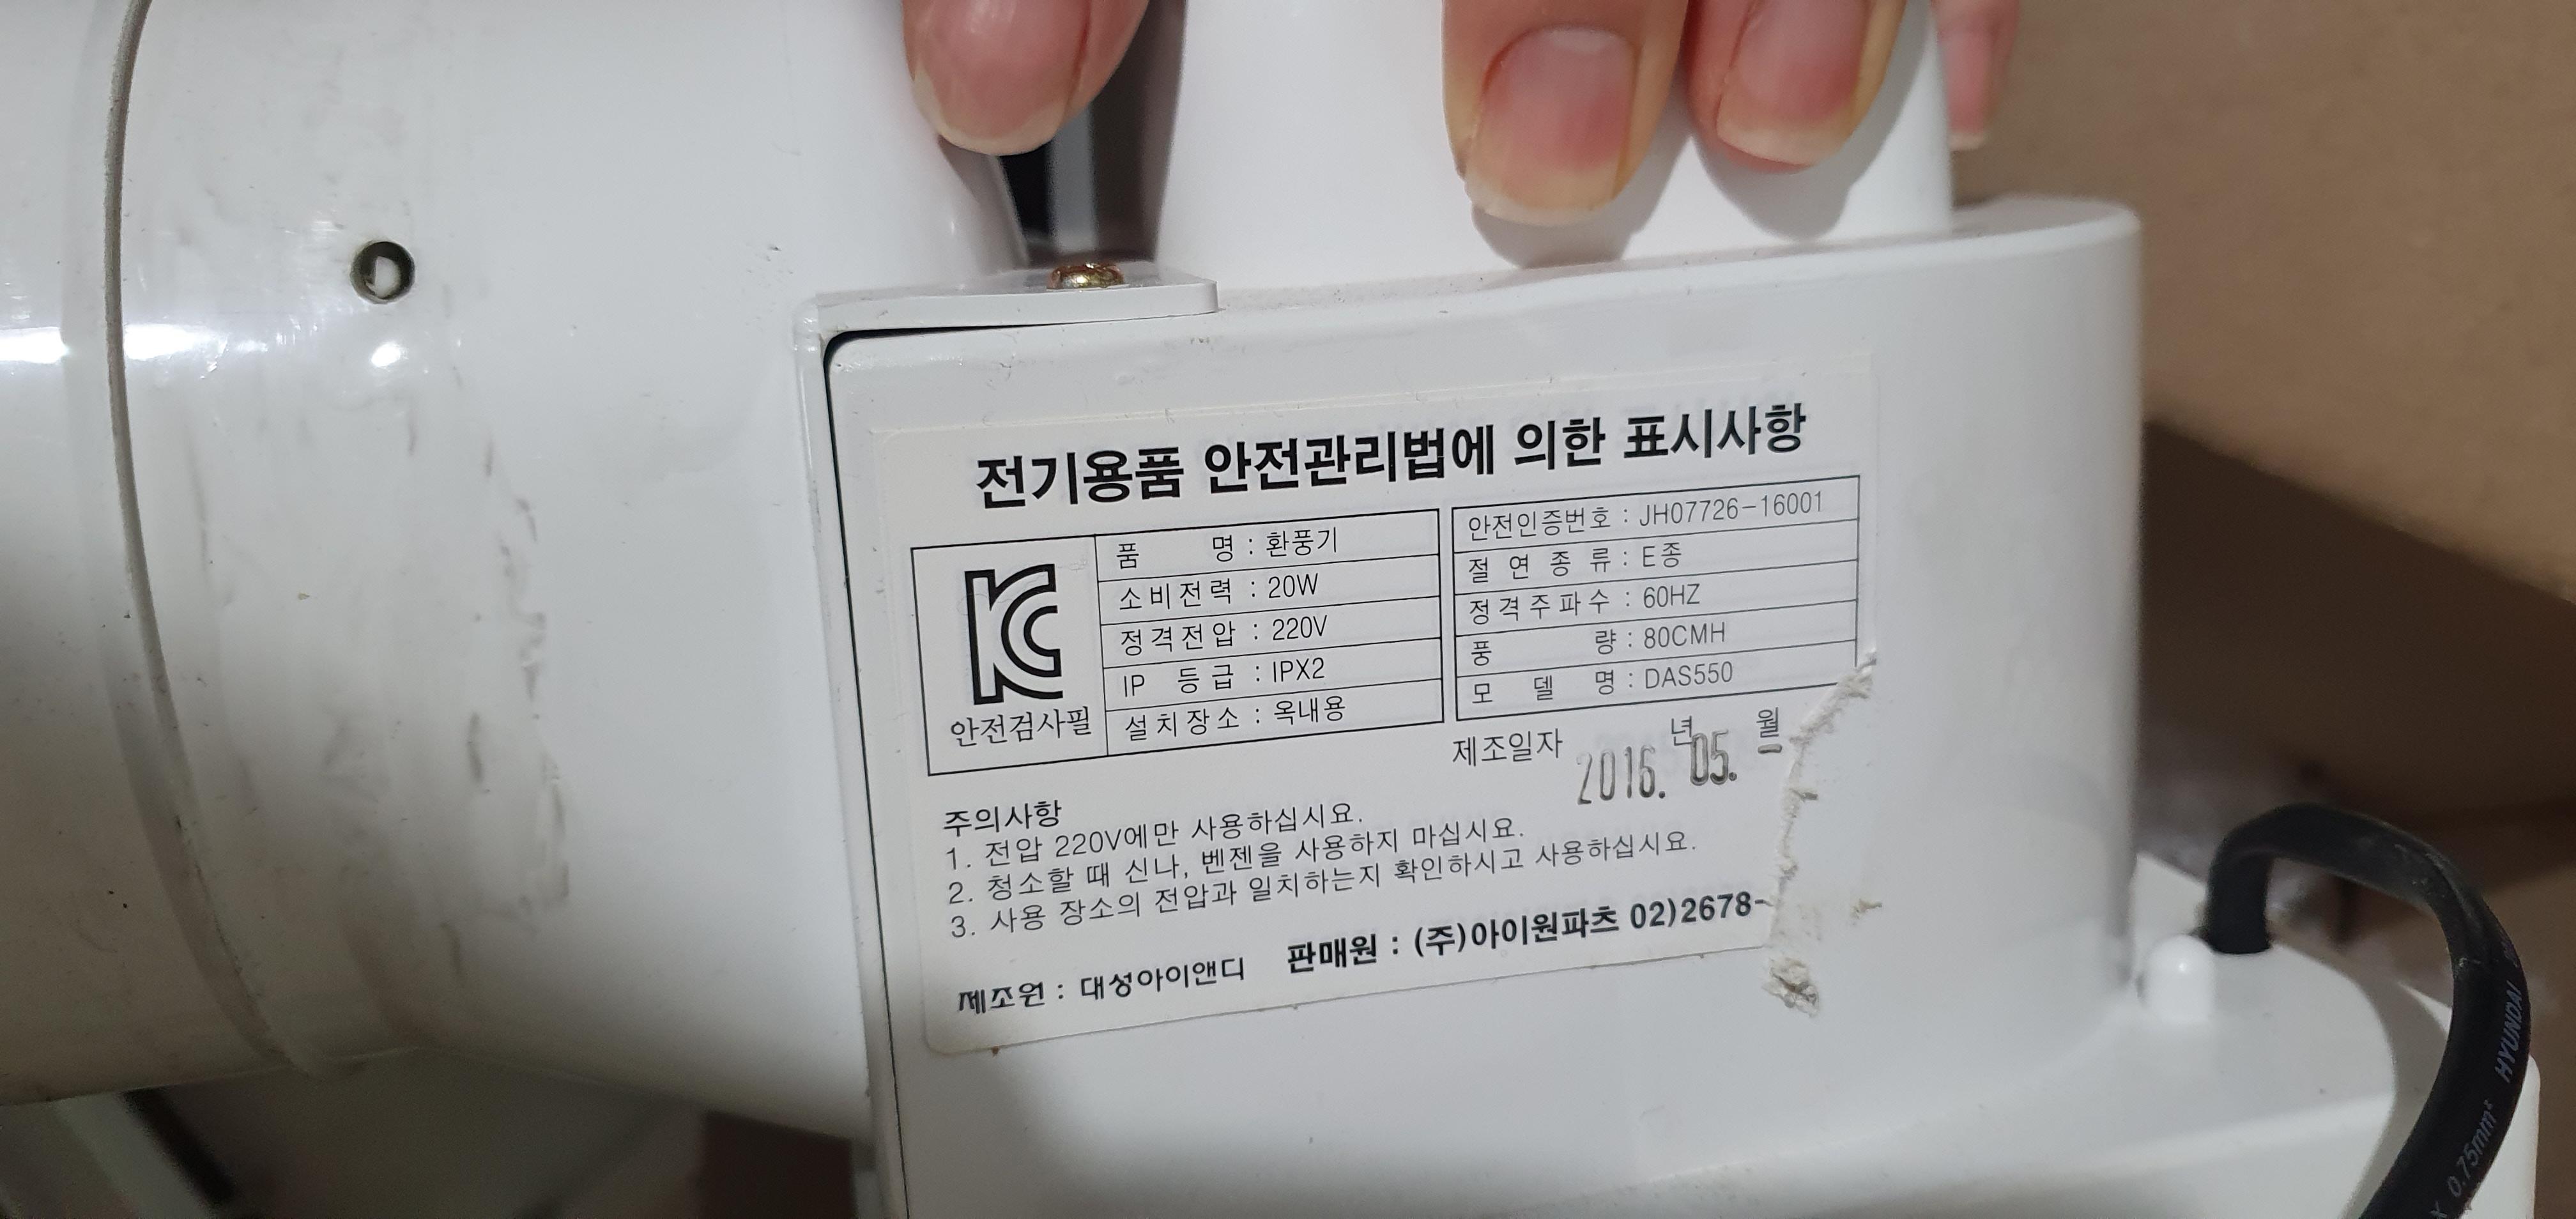 전기용품 안전관리법에 의한 표시사항
KC
안전검사필
품 명 : 환풍기
소비전력 : 20W
정격전압 : 220V
IP 등급 : IPX2
설치장소 : 옥내용
안전인증번호 : JH07726-16001
절연종류 : E종
정격주파수 : 60HZ
풍 량 : 80CMH
모 델 명 : DAS550
제조일자 년 월
2016. 05. -
주의사항
1. 전압 220V에만 사용하십시요.
2. 청소할 때 신나, 벤젠을 사용하지 마십시요.
3. 사용 장소의 전압과 일치하는지 확인하시고 사용하십시요.
제조원 : 대성아이앤디 판매원 : (주)아이원파츠 02)2678-
0.75mm² HYUNDAI